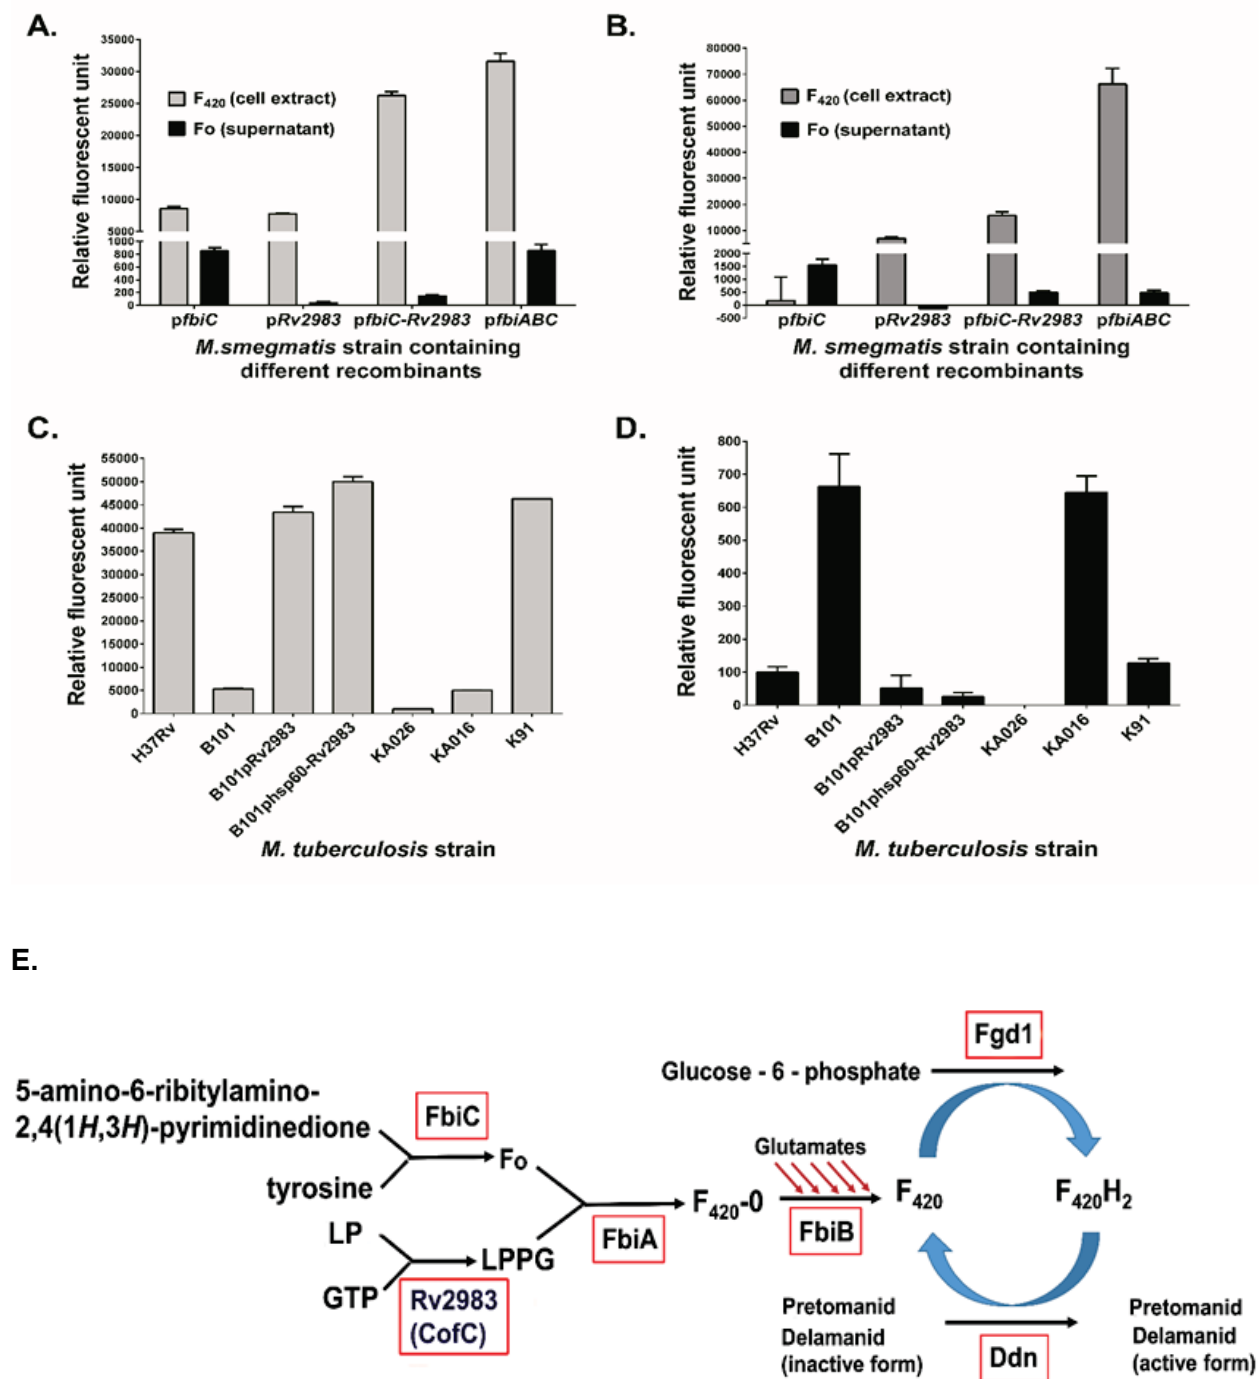 A.
Relative fluorescent unit
35000
30000
25000
20000
15000
10000
5000
1000
800
600
400
200
0
F420 (cell extract)
Fo (supernatant)
pfbiC
pRv2983
pfbiC-Rv2983
pfbiABC
M.smegmatis strain containing
different recombinants
B.
Relative fluorescent unit
80000
70000
60000
50000
40000
30000
20000
10000
2000
1500
1000
500
0
-500
F420 (cell extract)
Fo (supernatant)
pfbiC
pRv2983
pfbiC-Rv2983
pfbiABC
M. smegmatis strain containing
different recombinants
C.
Relative fluorescent unit
55000
50000
45000
40000
35000
30000
25000
20000
15000
10000
5000
0
H37Rv
B101
B101pRv2983
B101phsp60-Rv2983
KA026
KA016
K91
M. tuberculosis strain
D.
Relative fluorescent unit
800
700
600
500
400
300
200
100
0
H37Rv
B101
B101pRv2983
B101phsp60-Rv2983
KA026
KA016
K91
M. tuberculosis strain
E.
5-amino-6-ribitylamino-
2,4(1H,3H)-pyrimidinedione
tyrosine
FbiC
Fo
LP
GTP
Rv2983
(CofC)
LPPG
FbiA
F420-0
Glutamates
FbiB
Glucose - 6 - phosphate
Fgd1
F420
F420H2
Pretomanid
Delamanid
(inactive form)
Ddn
Pretomanid
Delamanid
(active form)